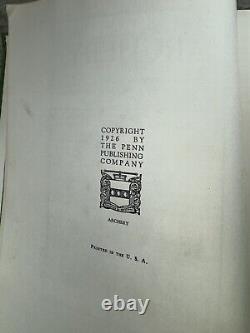 COPYRIGHT
1926 BY
THE PENN
PUBLISHING
COMPANY
ARCHERY
PRINTED IN THE U. S. A.